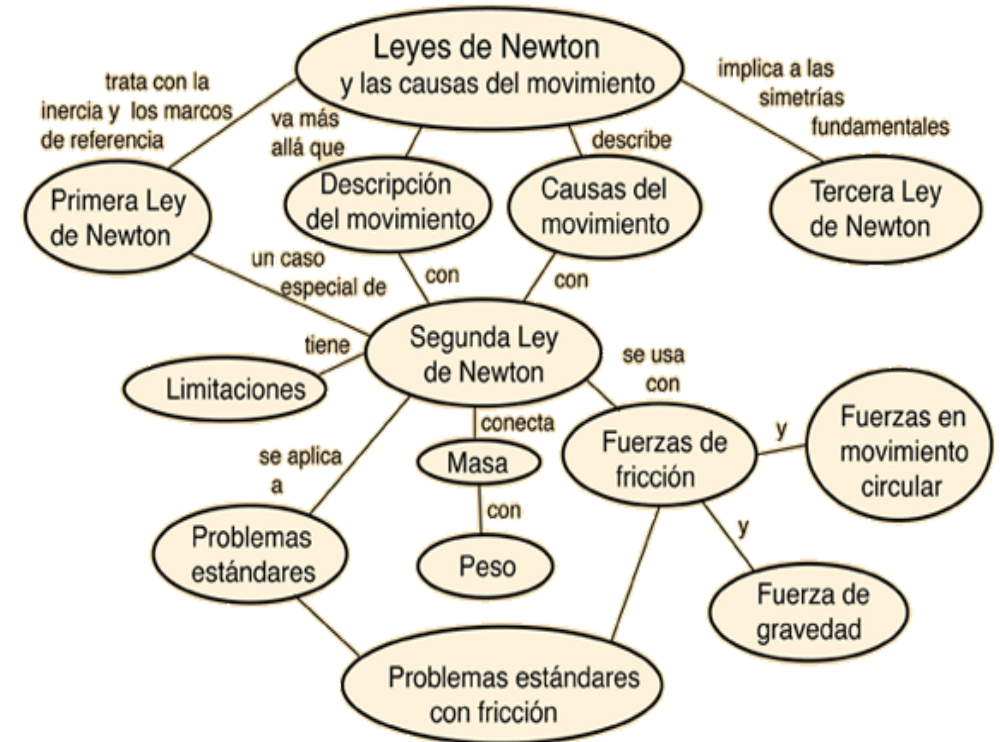 Leyes de Newton
y las causas del movimiento
trata con la
inercia y los marcos
de referencia
va más
allá que
describe
implica a las
simetrías
fundamentales
Primera Ley
de Newton
Descripción
del movimiento
Causas del
movimiento
Tercera Ley
de Newton
un caso
especial de
con
con
Segunda Ley
de Newton
tiene
Limitaciones
se usa
con
conecta
Masa
Fuerzas de
fricción
y
Fuerzas en
movimiento
circular
se aplica
a
con
y
Problemas
estándares
Peso
Fuerza de
gravedad
Problemas estándares
con fricción